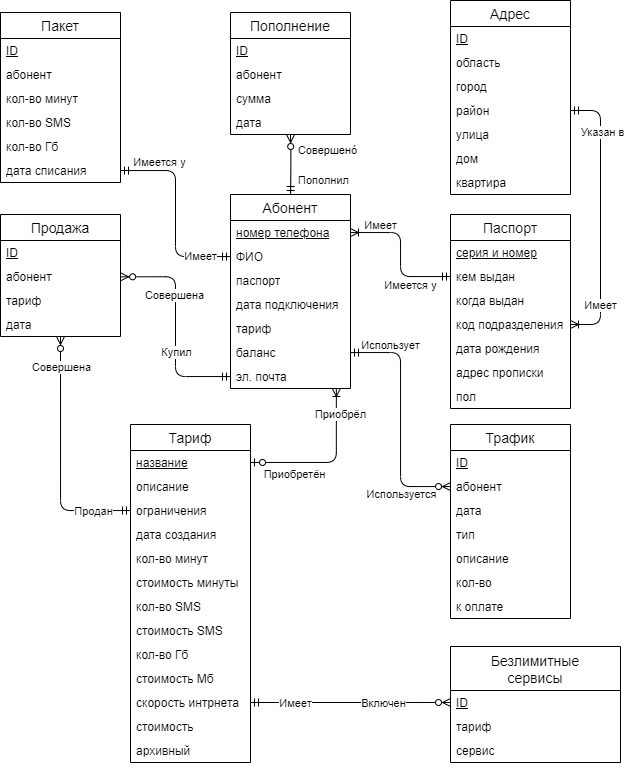 Пакет
ID
абонент
кол-во минут
кол-во SMS
кол-во Гб
дата списания
Пополнение
ID
абонент
сумма
дата
Адрес
ID
область
город
район
улица
дом
квартира
Указан в
Совершено́
Пополнил
Имеется у
Имеет
Продажа
ID
абонент
тариф
дата
Совершена
Купил
Совершена
Продан
Абонент
номер телефона
ФИО
паспорт
дата подключения
тариф
баланс
эл. почта
Имеет
Имеется у
Использует
Используется
Паспорт
серия и номер
кем выдан
когда выдан
код подразделения
дата рождения
адрес прописки
пол
Имеет
Приобрёл
Приобретён
Тариф
название
описание
ограничения
дата создания
кол-во минут
стоимость минуты
кол-во SMS
стоимость SMS
кол-во Гб
стоимость Мб
скорость интрнета
стоимость
архивный
Трафик
ID
абонент
дата
тип
описание
кол-во
к оплате
Имеет
Включен
Безлимитные
сервисы
ID
тариф
сервис